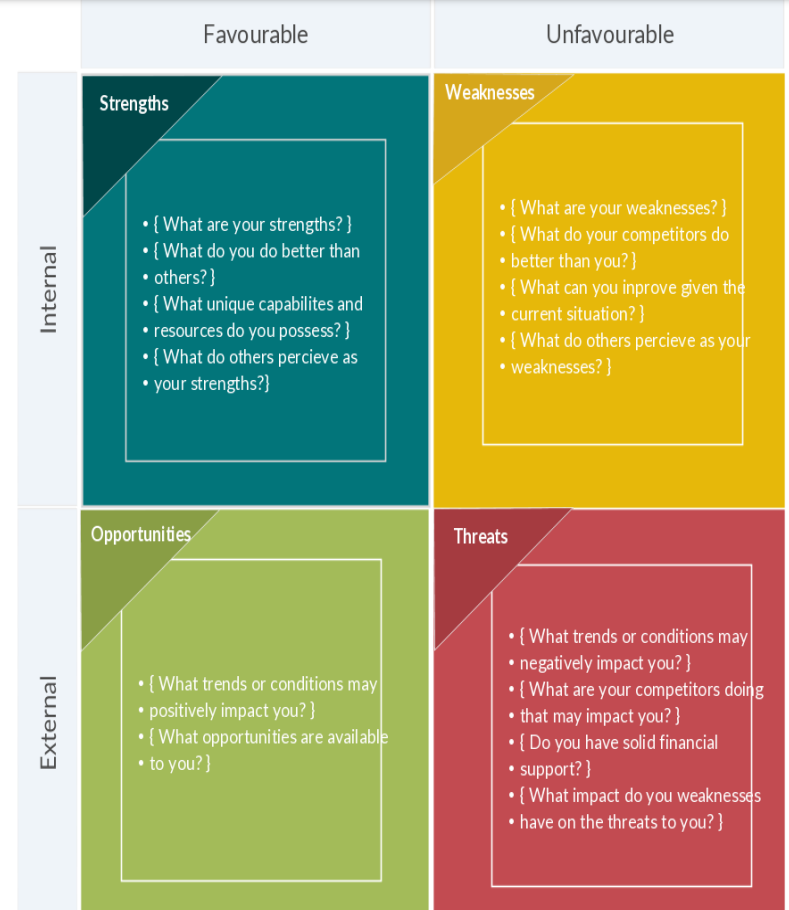 Favourable
Unfavourable
Internal
Strengths
• { What are your strengths? }
• { What do you do better than
• others? }
• { What unique capabilites and
• resources do you possess? }
• { What do others percieve as
• your strengths?}
Weaknesses
• { What are your weaknesses? }
• { What do your competitors do
• better than you? }
• { What can you inprove given the
• current situation? }
• { What do others percieve as your
• weaknesses? }
External
Opportunities
• { What trends or conditions may
• positively impact you? }
• { What opportunities are available
• to you? }
Threats
• { What trends or conditions may
• negatively impact you? }
• { What are your competitors doing
• that may impact you? }
• { Do you have solid financial
• support? }
• { What impact do you weaknesses
• have on the threats to you? }